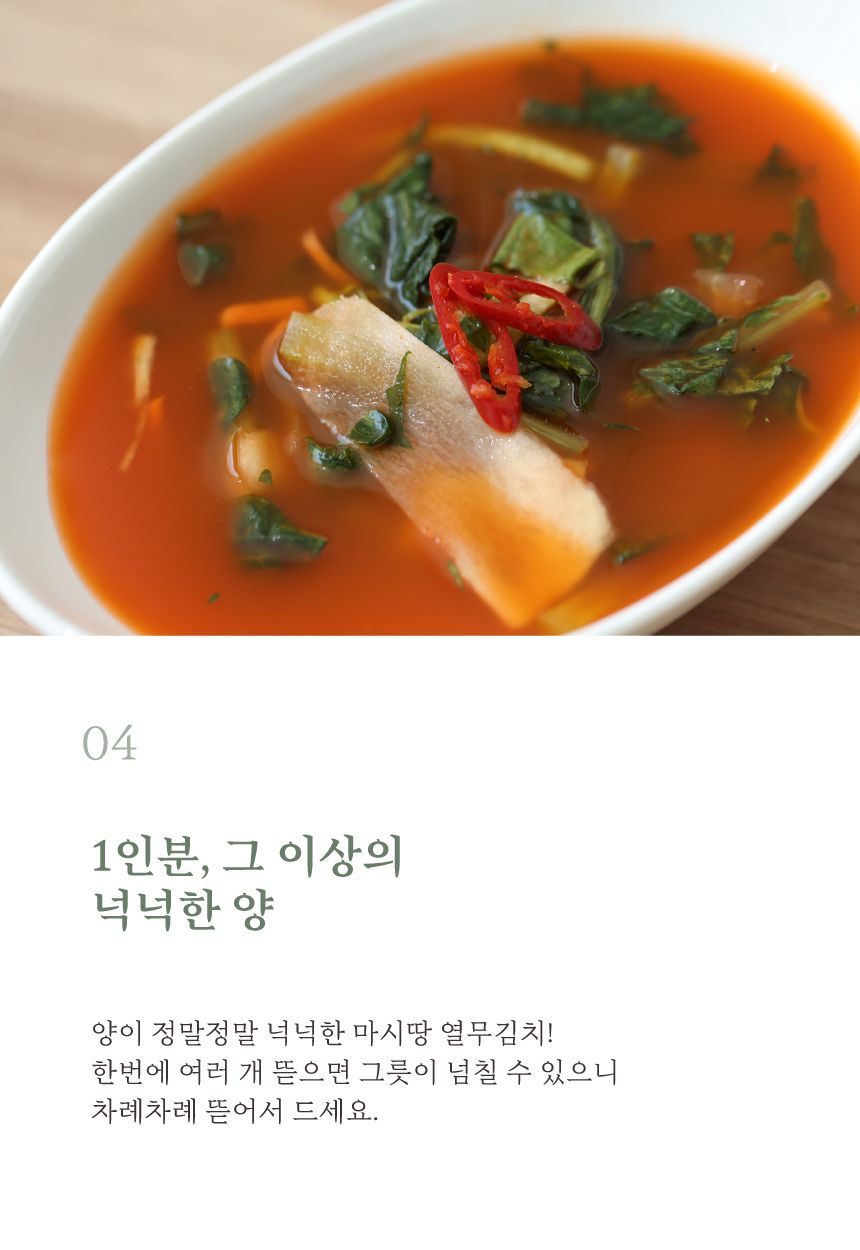 04
1인분, 그 이상의
넉넉한 양
양이 정말정말 넉넉한 마시땅 열무김치!
한번에 여러 개 뜯으면 그릇이 넘칠 수 있으니
차례차례 뜯어서 드세요.